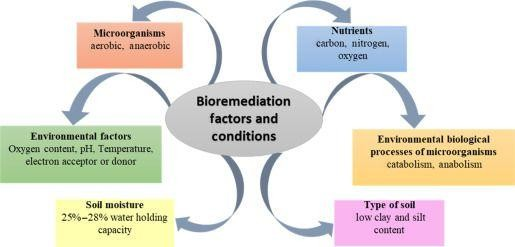 Microorganisms
aerobic, anaerobic
Nutrients
carbon, nitrogen,
oxygen
Bioremediation
factors and
conditions
Environmental factors
Oxygen content, pH, Temperature,
electron acceptor or donor
Environmental biological
processes of microorganisms
catabolism, anabolism
Soil moisture
25%–28% water holding
capacity
Type of soil
low clay and silt
content